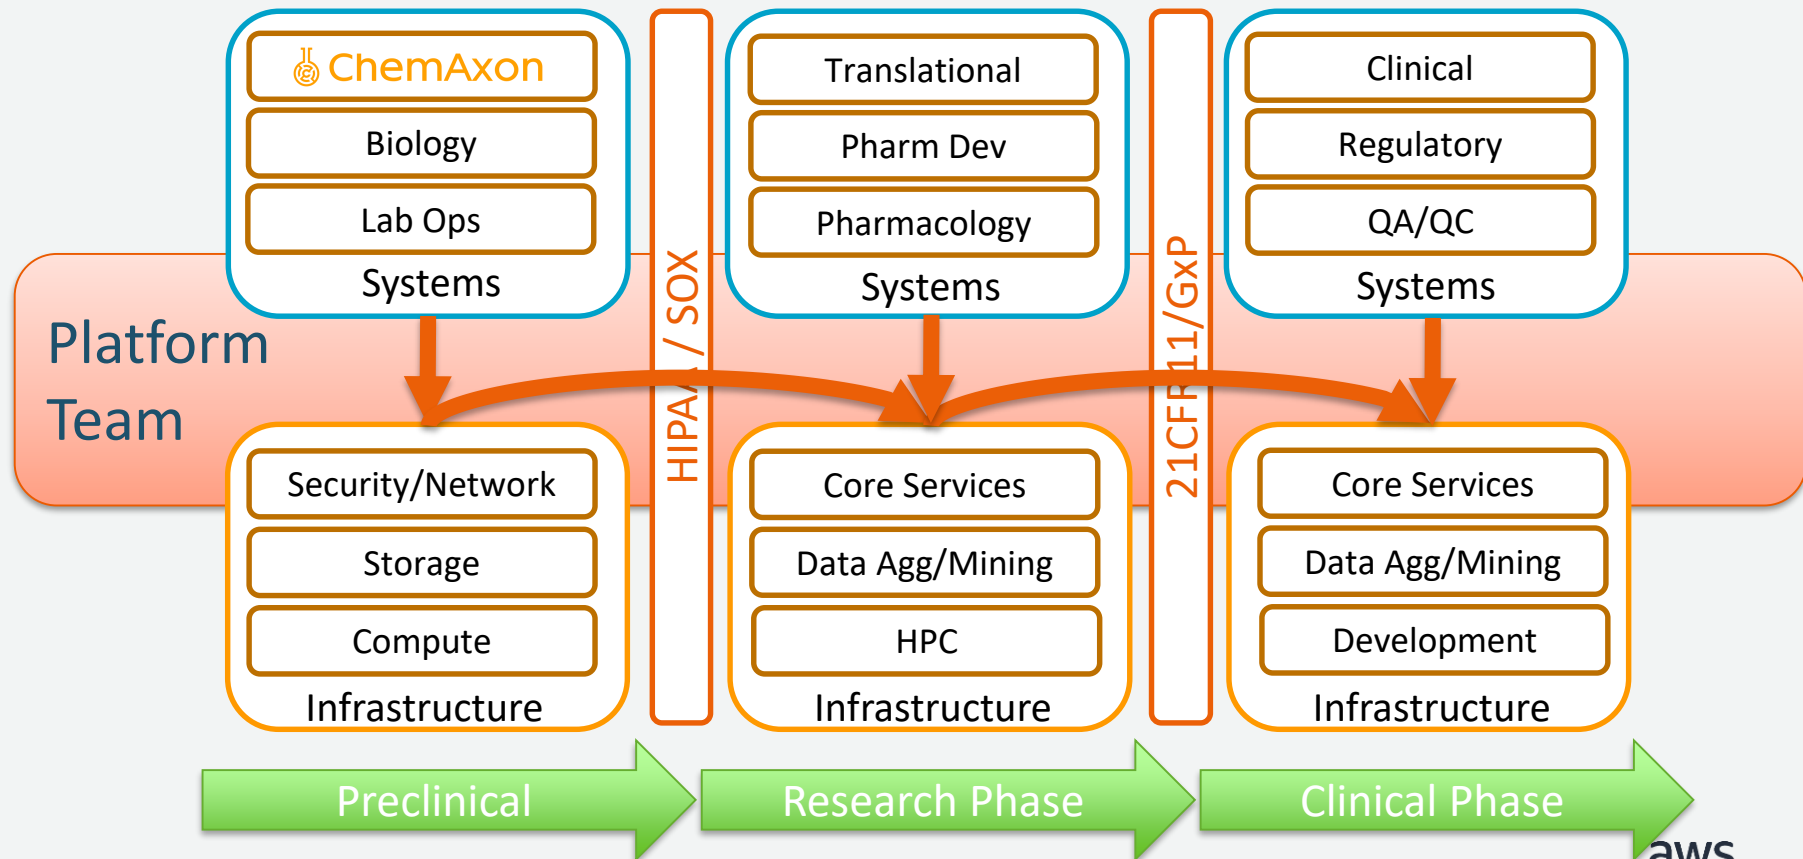 ChemAxon
Biology
Lab Ops
Systems
HIPAA / SOX
Translational
Pharm Dev
Pharmacology
Systems
21CFR11/GxP
Clinical
Regulatory
QA/QC
Systems
Platform
Team
Security/Network
Storage
Compute
Infrastructure
Core Services
Data Agg/Mining
HPC
Infrastructure
Core Services
Data Agg/Mining
Development
Infrastructure
Preclinical
Research Phase
Clinical Phase
aws